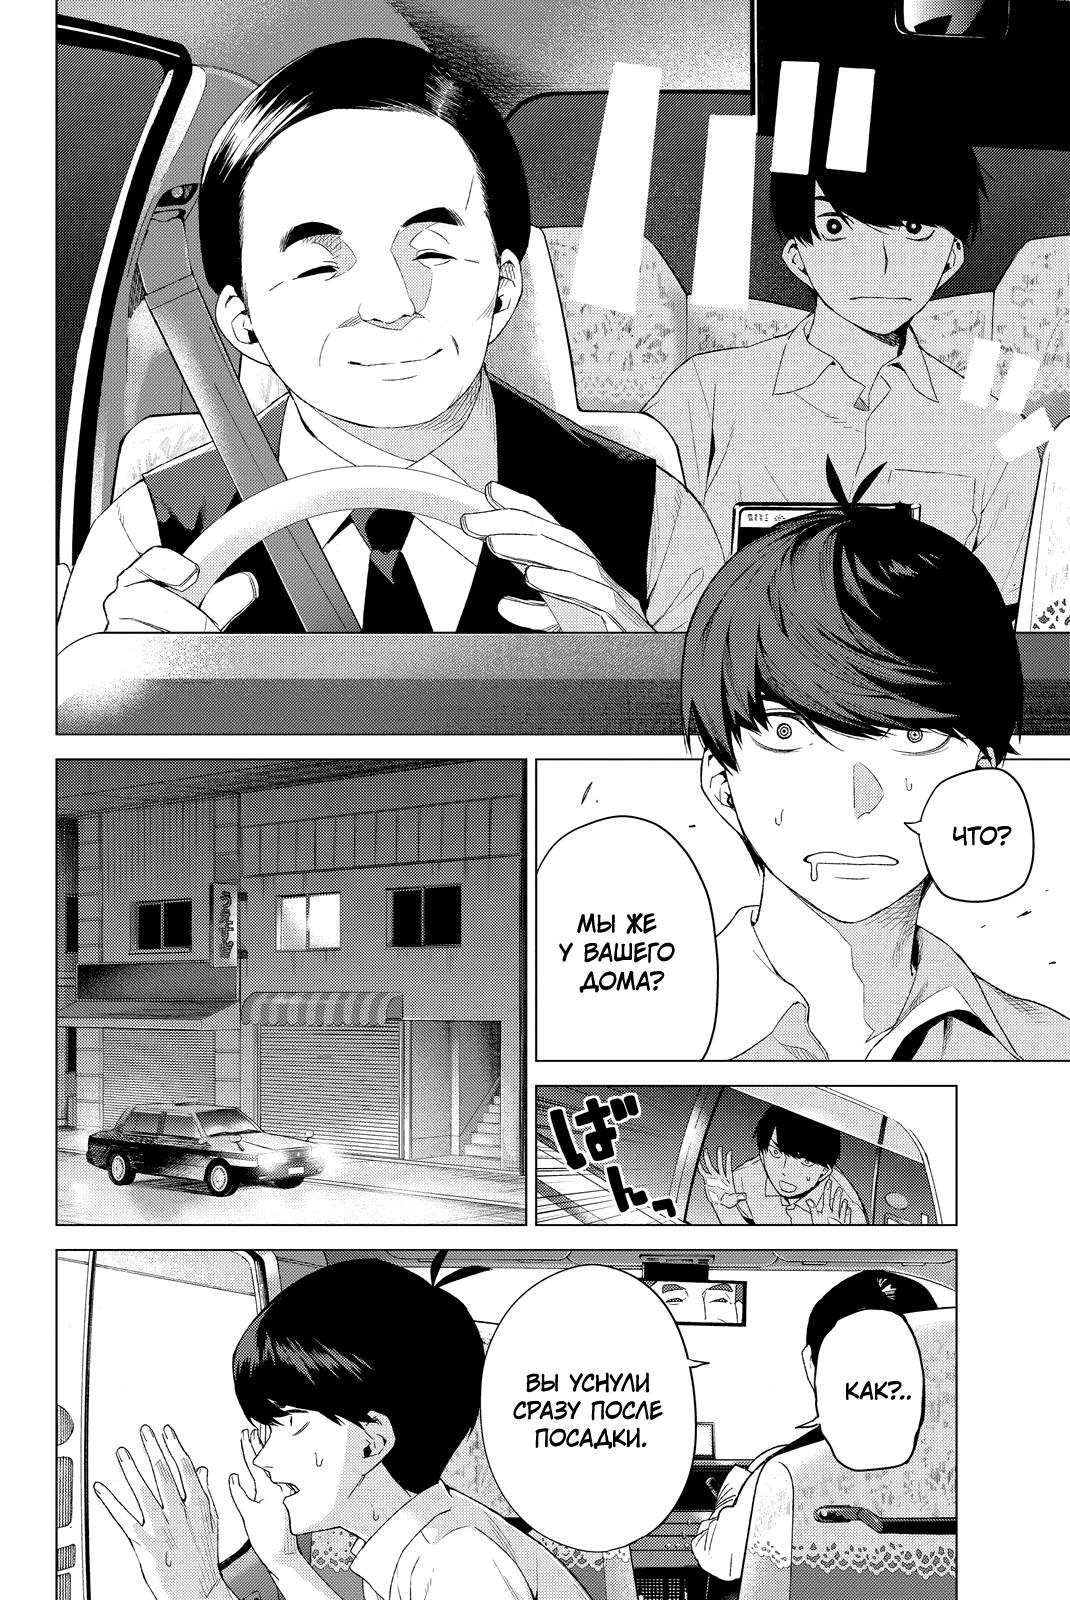 ЧТО?
МЫ ЖЕ
У ВАШЕГО
ДОМА?
ばんっ
КАК?..
ВЫ УСНУЛИ
СРАЗУ ПОСЛЕ
ПОСАДКИ.